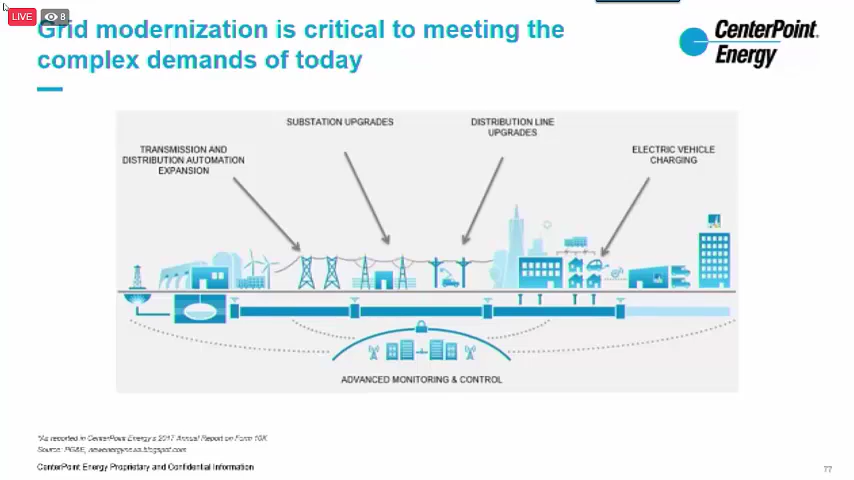 LIVE 8
Grid modernization is critical to meeting the
complex demands of today
CenterPoint.
Energy
SUBSTATION UPGRADES
DISTRIBUTION LINE
UPGRADES
TRANSMISSION AND
DISTRIBUTION AUTOMATION
EXPANSION
ELECTRIC VEHICLE
CHARGING
ADVANCED MONITORING & CONTROL
*As reported in CenterPoint Energy's 2017 Annual Report on Form 10K
Source: PG&E,
CenterPoint Energy Proprietary and Confidential Information
77